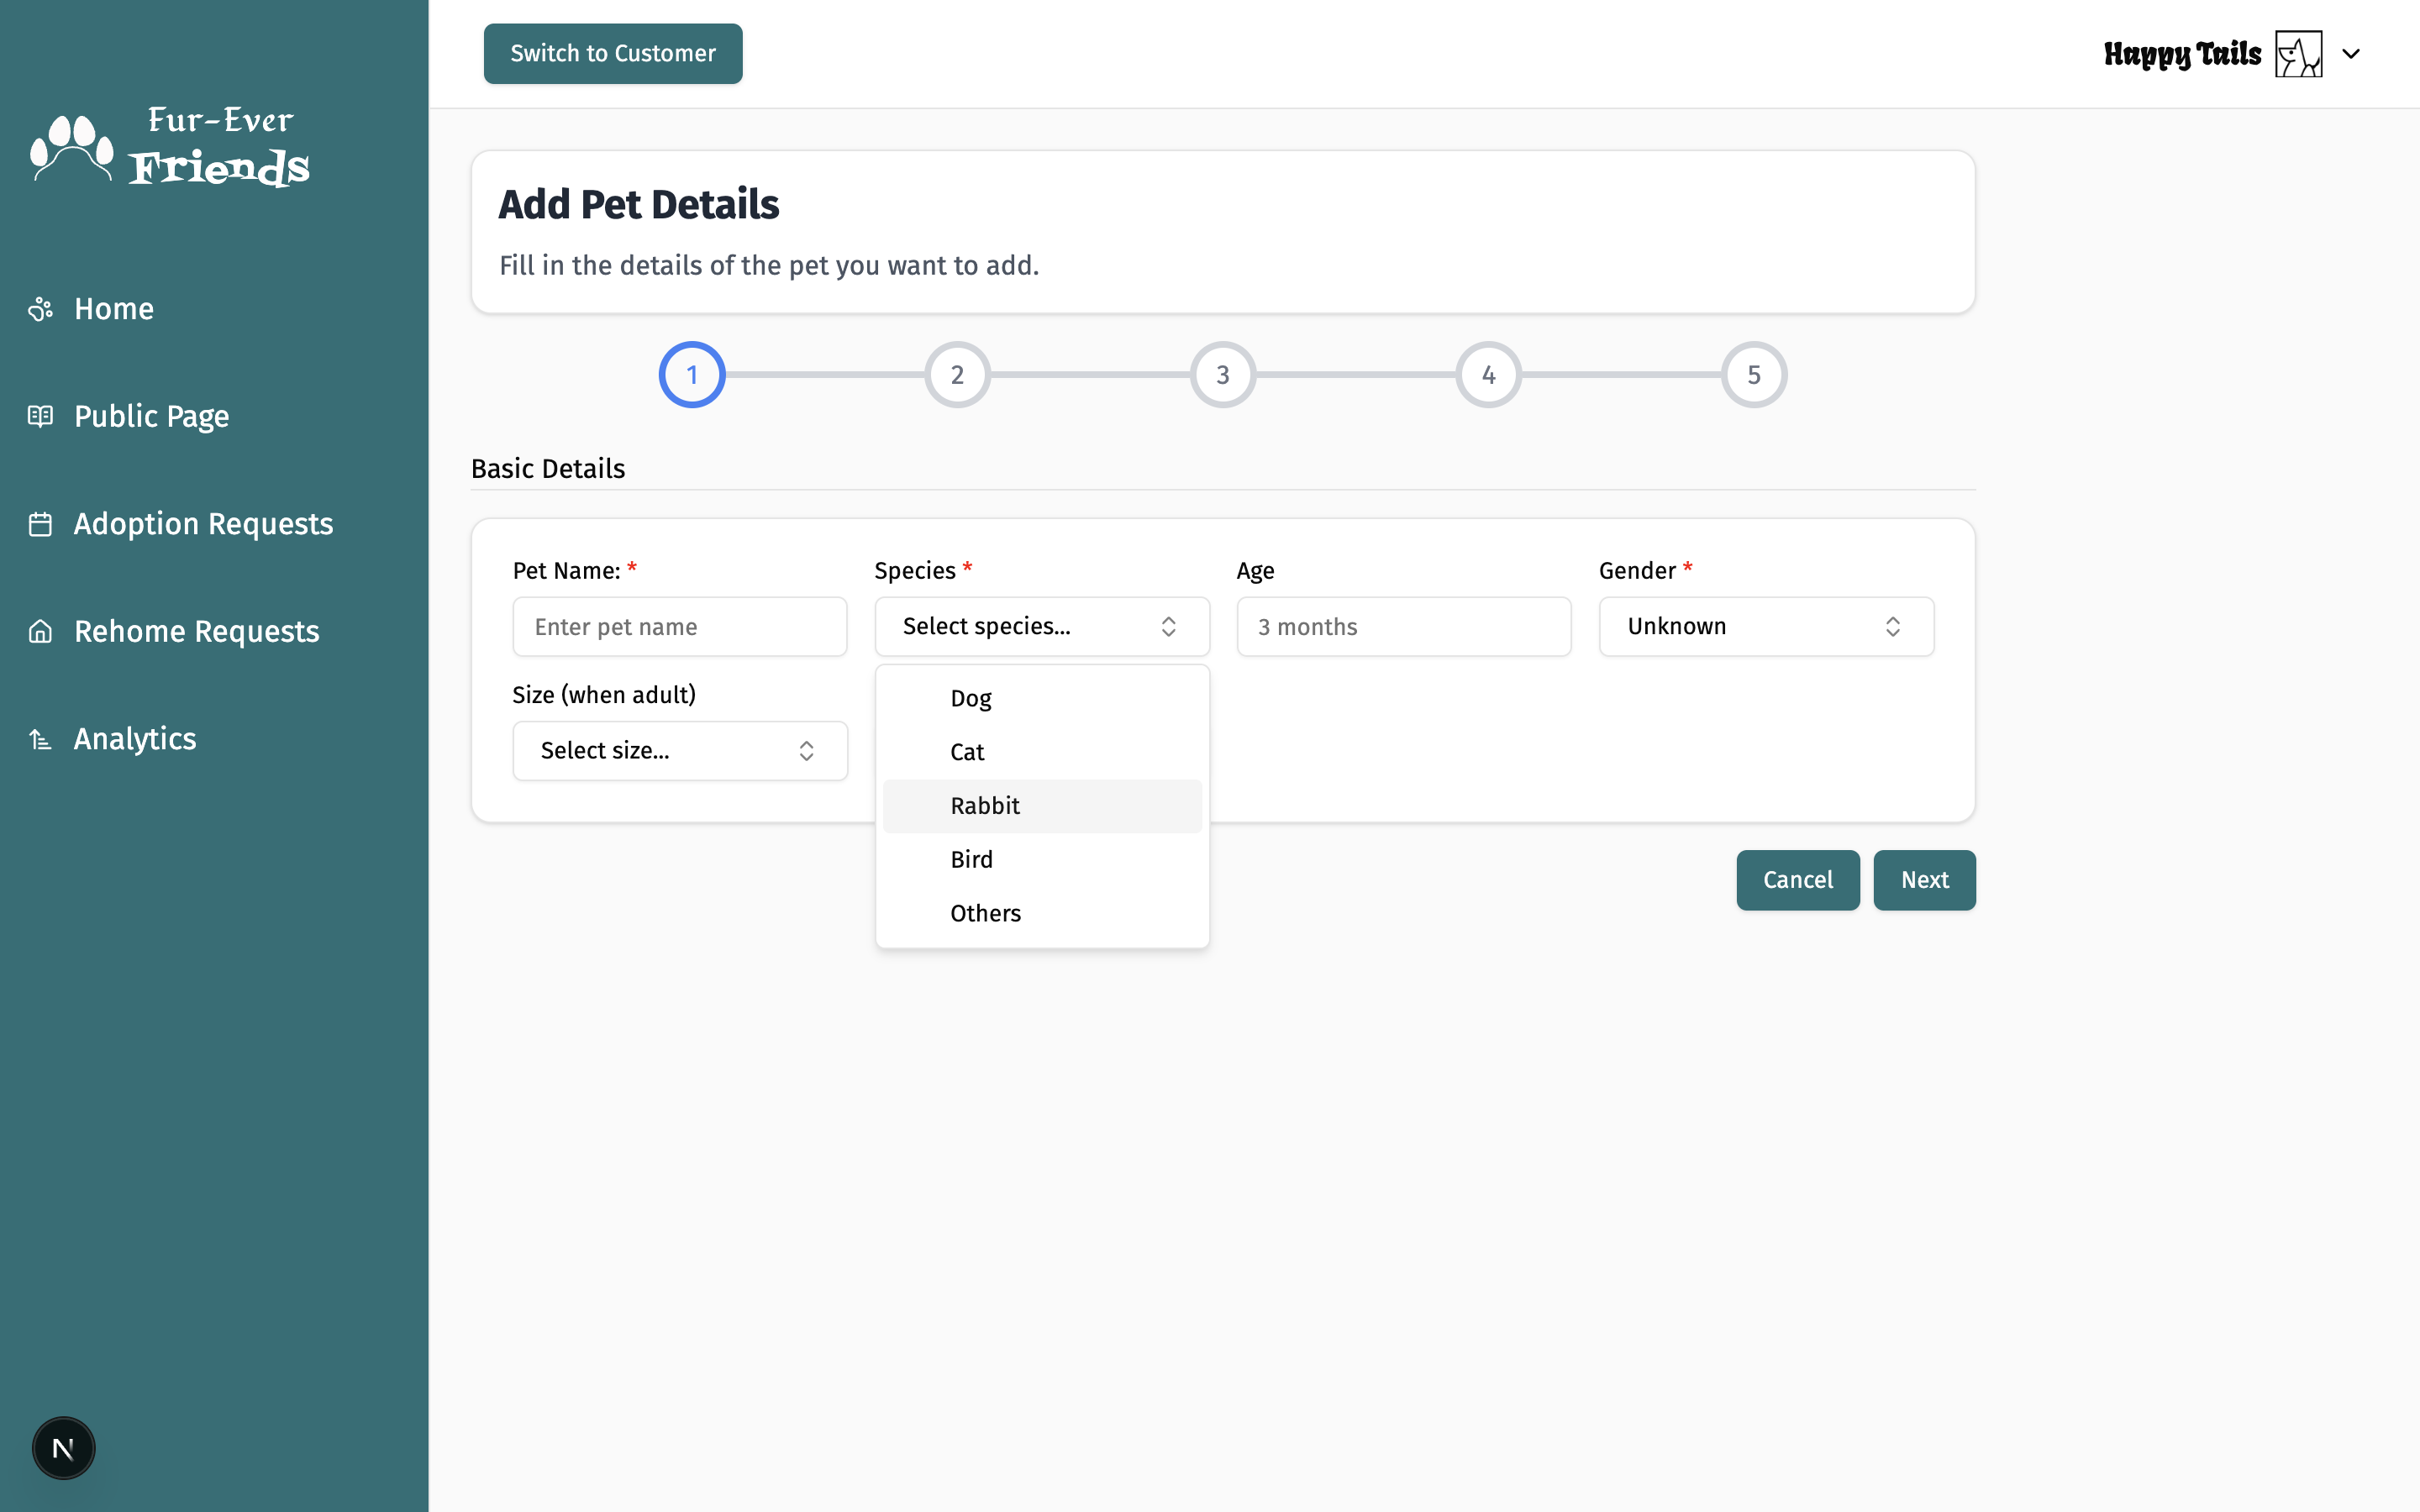 Fur-Ever
Friends
Home
Public Page
Adoption Requests
Rehome Requests
Analytics
N
Switch to Customer
Happy Tails
Add Pet Details
Fill in the details of the pet you want to add.
1 2 3 4 5
Basic Details
Pet Name: * Species * Age Gender *
Enter pet name Select species... 3 months Unknown
Size (when adult)
Select size...
Dog
Cat
Rabbit
Bird
Others
Cancel Next